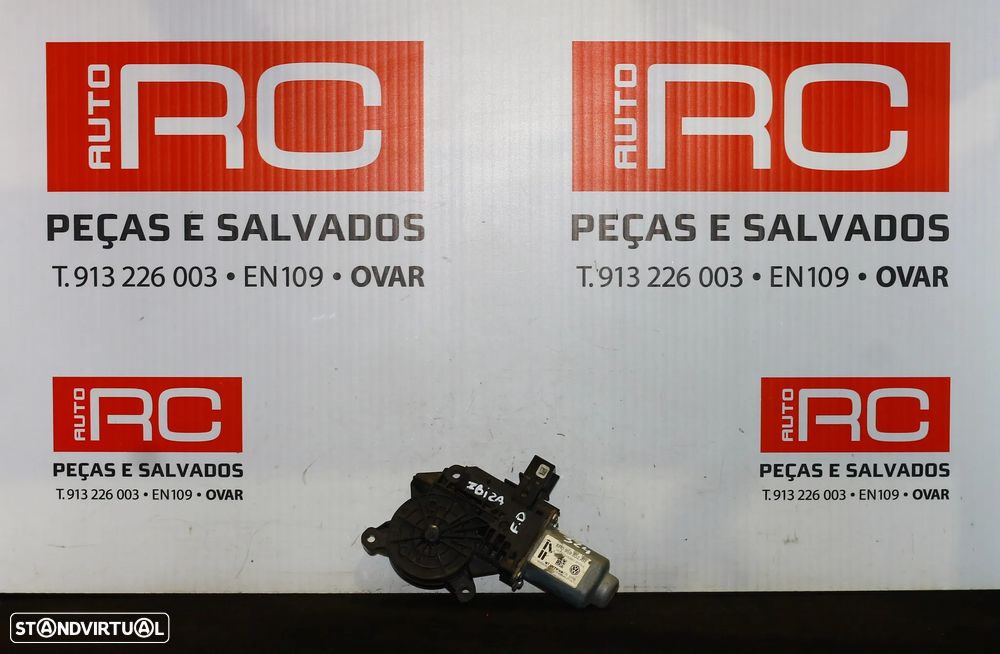 AUTO RC
PEÇAS E SALVADOS
T. 913 226 003 • EN109 • OVAR
AUTO RC
PEÇAS E SALVADOS
T. 913 226 003 • EN109 • OVAR
AUTO RC
PEÇAS E SALVADOS
T. 913 226 003 • EN109 • OVAR
AUTO RC
PEÇAS E SALVADOS
T. 913 226 003 • EN109 • OVAR
IBIZA
F.D
STANDVIRTUAL